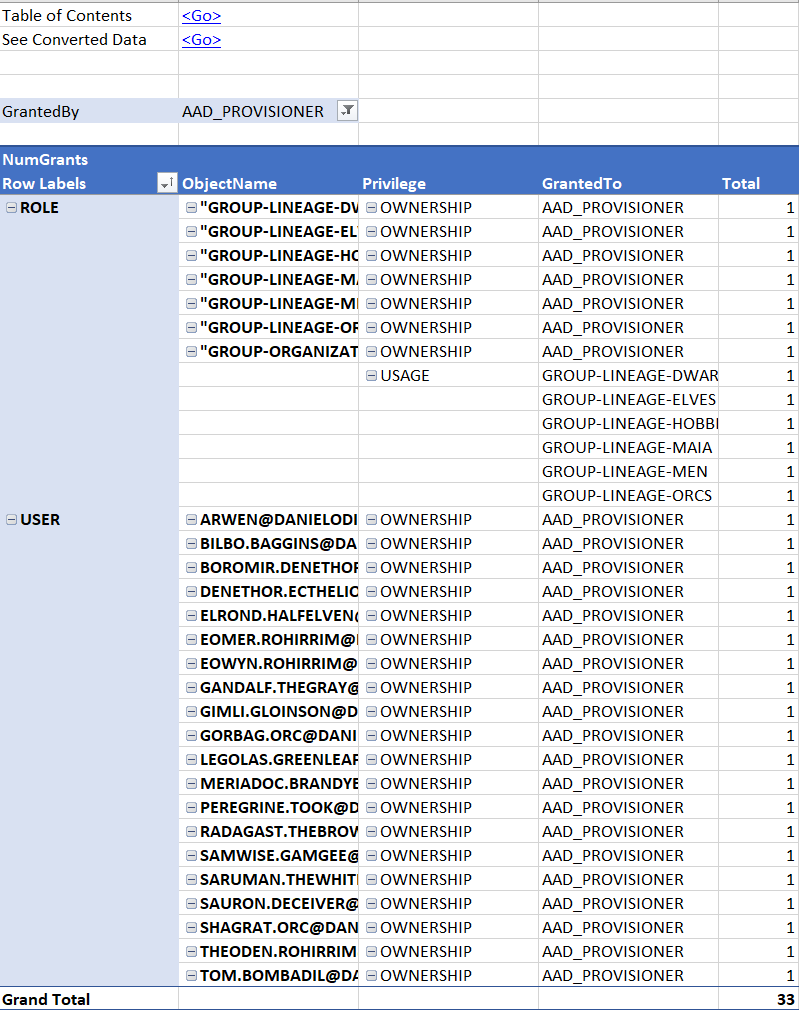 Table of Contents <Go>
See Converted Data <Go>
GrantedBy AAD_PROVISIONER
NumGrants
Row Labels ObjectName Privilege GrantedTo Total
ROLE "GROUP-LINEAGE-DW OWNERSHIP AAD_PROVISIONER 1
"GROUP-LINEAGE-EL OWNERSHIP AAD_PROVISIONER 1
"GROUP-LINEAGE-HO OWNERSHIP AAD_PROVISIONER 1
"GROUP-LINEAGE-MA OWNERSHIP AAD_PROVISIONER 1
"GROUP-LINEAGE-ME OWNERSHIP AAD_PROVISIONER 1
"GROUP-LINEAGE-OR OWNERSHIP AAD_PROVISIONER 1
"GROUP-ORGANIZAT OWNERSHIP AAD_PROVISIONER 1
USAGE GROUP-LINEAGE-DWAR 1
GROUP-LINEAGE-ELVES 1
GROUP-LINEAGE-HOBBI 1
GROUP-LINEAGE-MAIA 1
GROUP-LINEAGE-MEN 1
GROUP-LINEAGE-ORCS 1
USER ARWEN@DANIELODI OWNERSHIP AAD_PROVISIONER 1
BILBO.BAGGINS@DA OWNERSHIP AAD_PROVISIONER 1
BOROMIR.DENETHOR OWNERSHIP AAD_PROVISIONER 1
DENETHOR.ECTHELIO OWNERSHIP AAD_PROVISIONER 1
ELROND.HALFELVEN@ OWNERSHIP AAD_PROVISIONER 1
EOMER.ROHIRRIM@ OWNERSHIP AAD_PROVISIONER 1
EOWYN.ROHIRRIM@ OWNERSHIP AAD_PROVISIONER 1
GANDALF.THEGRAY@ OWNERSHIP AAD_PROVISIONER 1
GIMLI.GLOINSON@D OWNERSHIP AAD_PROVISIONER 1
GORBAG.ORC@DANI OWNERSHIP AAD_PROVISIONER 1
LEGOLAS.GREENLEAF OWNERSHIP AAD_PROVISIONER 1
MERIADOC.BRANDYB OWNERSHIP AAD_PROVISIONER 1
PEREGRINE.TOOK@D OWNERSHIP AAD_PROVISIONER 1
RADAGAST.THEBROW OWNERSHIP AAD_PROVISIONER 1
SAMWISE.GAMGEE@ OWNERSHIP AAD_PROVISIONER 1
SARUMAN.THEWHIT OWNERSHIP AAD_PROVISIONER 1
SAURON.DECEIVER@ OWNERSHIP AAD_PROVISIONER 1
SHAGRAT.ORC@DAN OWNERSHIP AAD_PROVISIONER 1
THEODEN.ROHIRRIM OWNERSHIP AAD_PROVISIONER 1
TOM.BOMBADIL@DA OWNERSHIP AAD_PROVISIONER 1
Grand Total 33